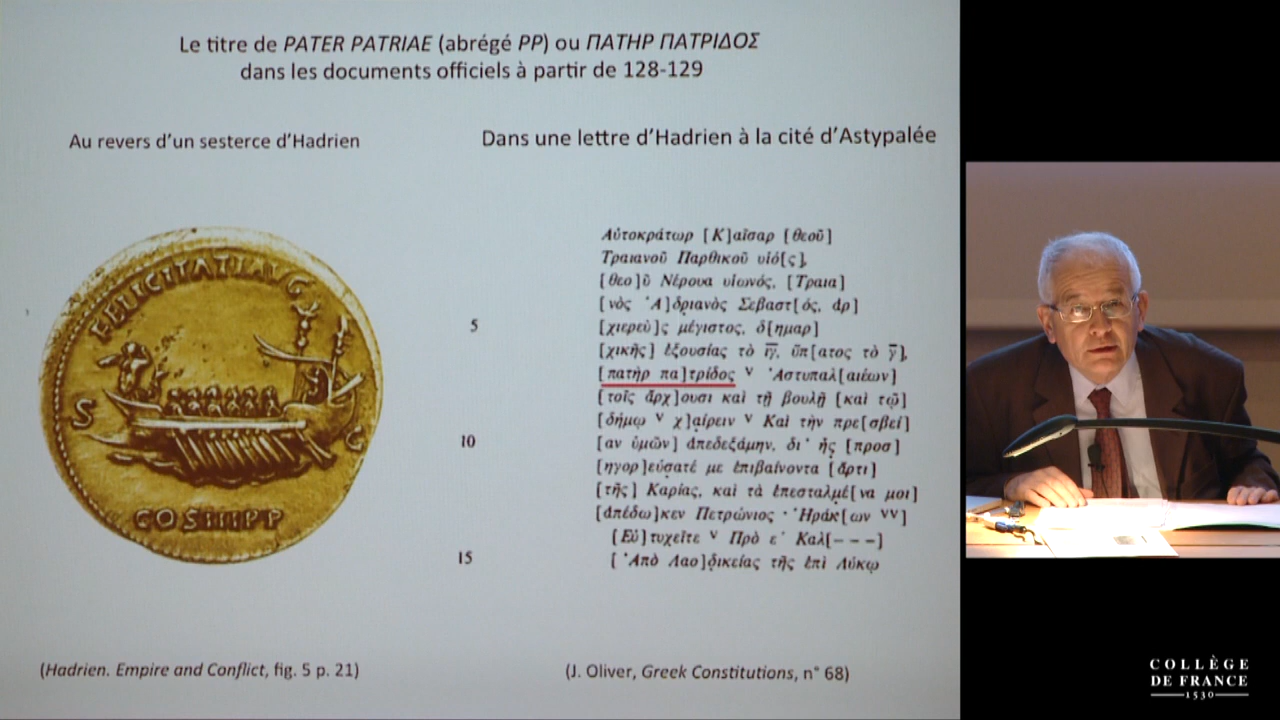 Le titre de PATER PATRIAE (abrégé PP) ou ΠΑΤΗΡ ΠΑΤΡΙΔΟΣ
dans les documents officiels à partir de 128-129
Au revers d'un sesterce d'Hadrien
FELICITATI AVG
S C
COS III P P
(Hadrien. Empire and Conflict, fig. 5 p. 21)
Dans une lettre d'Hadrien à la cité d'Astypalée
Αὐτοκράτωρ [Κ]αῖσαρ [θεοῦ]
Τραιανοῦ Παρθικοῦ υἱό[ς],
[θεο]ῦ Νέρουα υἱωνός, [Τραια]
[νὸς Ἁ]δριανὸς Σεβαστ[ός, ἀρ]
5 [χιερεὺ]ς μέγιστος, δ[ημαρ]
[χικῆς] ἐξουσίας τὸ ιγ, ὕπ[ατος τὸ γ],
[πατὴρ πα]τρίδος v Ἀστυπαλ[αιέων]
[τοῖς ἄρχ]ουσι καὶ τῇ βουλῇ [καὶ τῷ]
[δήμῳ v χ]αίρειν v Καὶ τὴν πρε[σβεί]
10 [αν ὑμῶν] ἀπεδεξάμην, δι' ἧς [προσ]
[ηγορ]εύσατέ με ἐπιβαίνοντα [ἄρτι]
[τῆς] Καρίας, καὶ τὰ ἐπεσταλμέ[να μοι]
[ἀπέδω]κεν Πετρώνιος · Ἡράκ[ων vv]
[Εὐ]τυχεῖτε v Πρὸ ε' Καλ[– – –]
15 [Ἀπὸ Λαο]δικείας τῆς ἐπὶ Λύκῳ
(J. Oliver, Greek Constitutions, n° 68)
COLLÈGE
DE FRANCE
1530